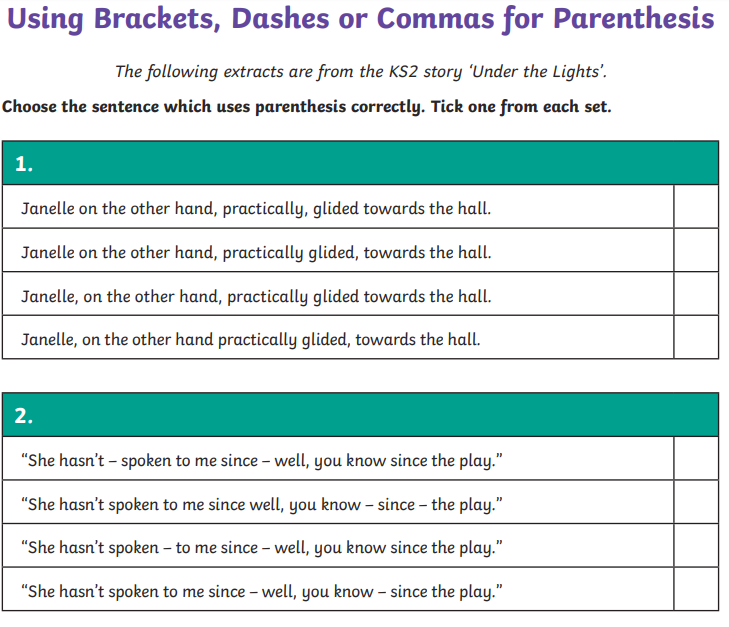 Using Brackets, Dashes or Commas for Parenthesis
The following extracts are from the KS2 story ‘Under the Lights’.
Choose the sentence which uses parenthesis correctly. Tick one from each set.
1.
Janelle on the other hand, practically, glided towards the hall.
Janelle on the other hand, practically glided, towards the hall.
Janelle, on the other hand, practically glided towards the hall.
Janelle, on the other hand practically glided, towards the hall.
2.
“She hasn’t – spoken to me since – well, you know since the play.”
“She hasn’t spoken to me since well, you know – since – the play.”
“She hasn’t spoken – to me since – well, you know since the play.”
“She hasn’t spoken to me since – well, you know – since the play.”